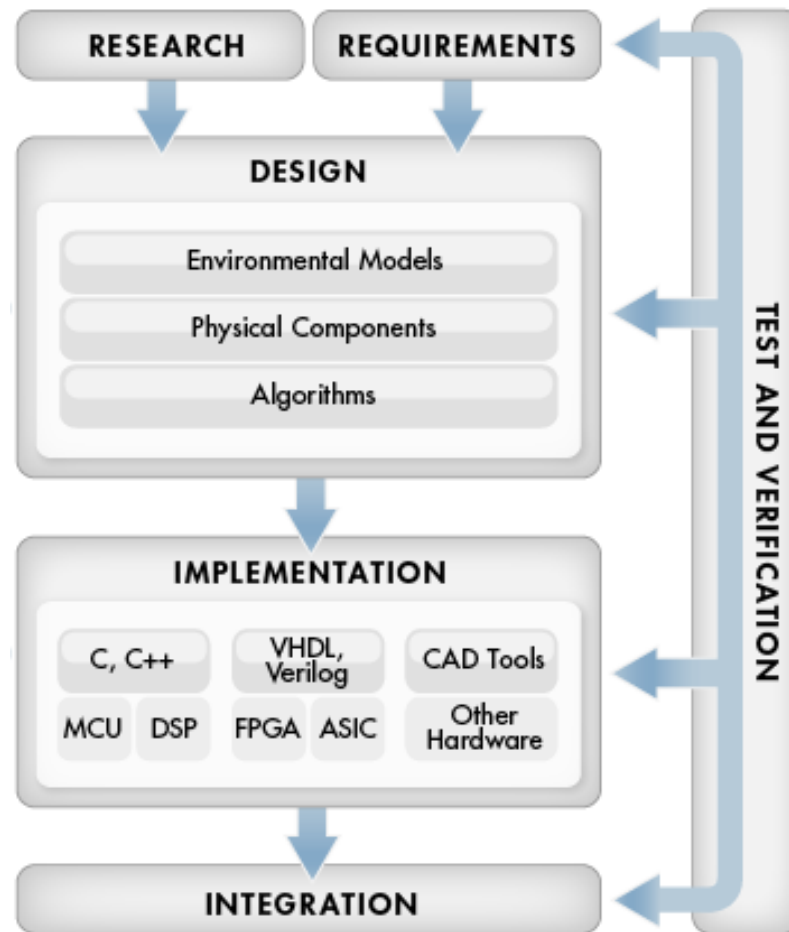 RESEARCH
REQUIREMENTS
DESIGN
Environmental Models
Physical Components
Algorithms
IMPLEMENTATION
C, C++
VHDL,
Verilog
CAD Tools
MCU
DSP
FPGA
ASIC
Other
Hardware
INTEGRATION
TEST AND VERIFICATION